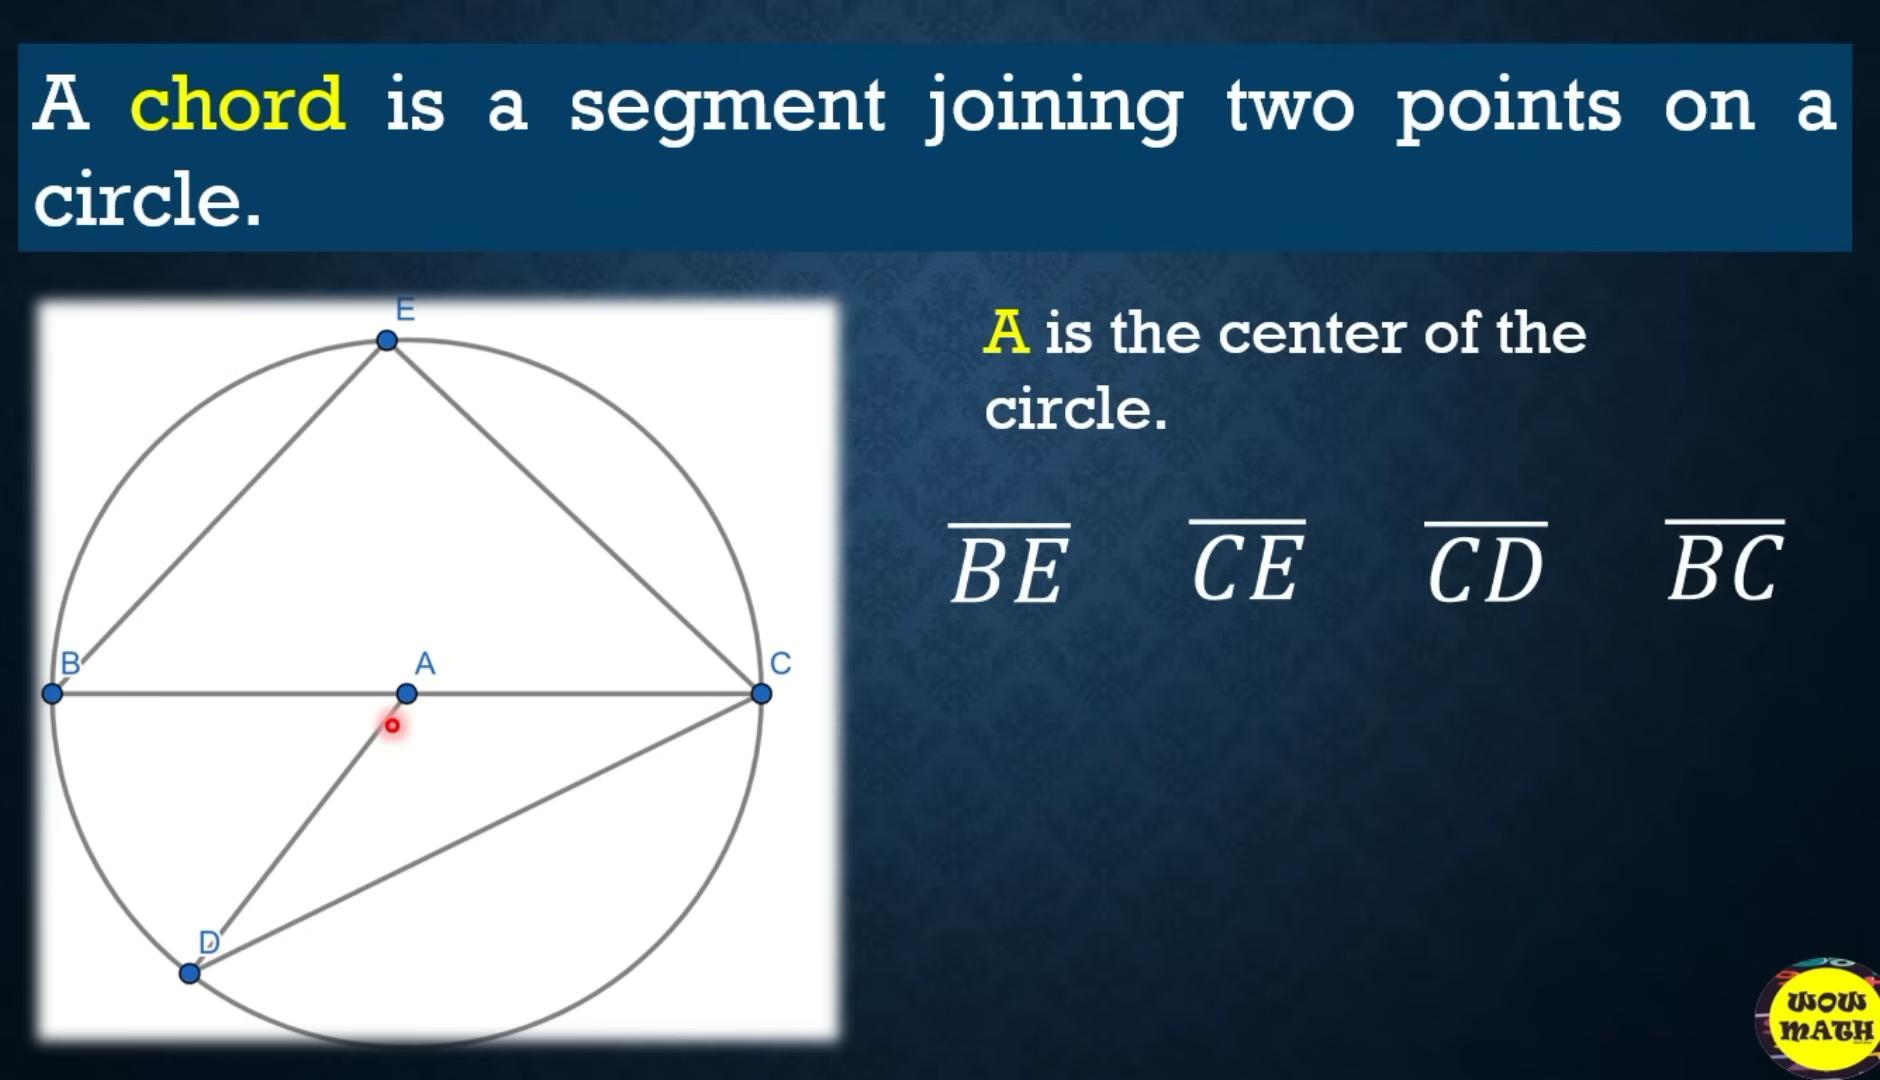 A chord is a segment joining two points on a
circle.
E
A is the center of the
circle.
BE CE CD BC
B A C
D
WOW
MATH